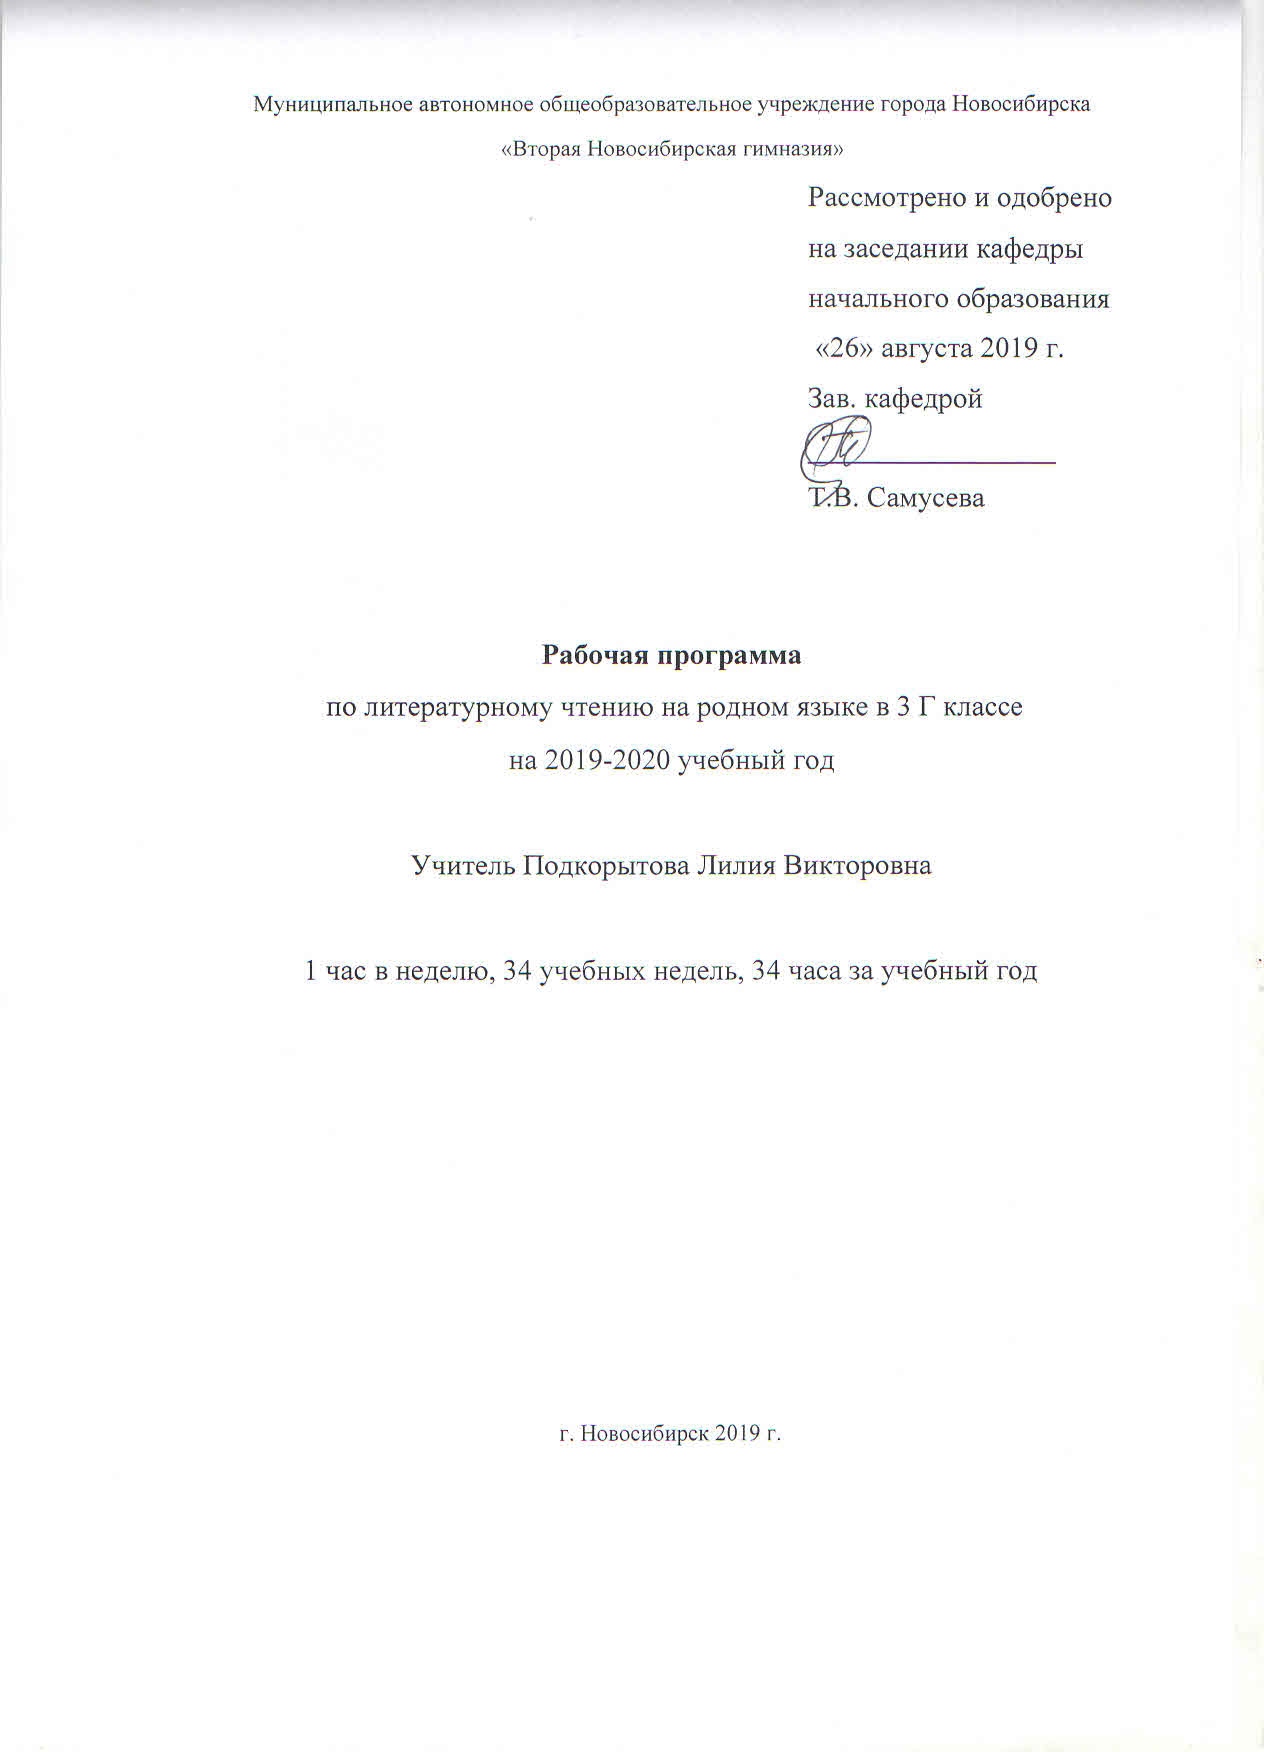 Муниципальное автономное общеобразовательное учреждение города Новосибирска
«Вторая Новосибирская гимназия»
Рассмотрено и одобрено
на заседании кафедры
начального образования
«26» августа 2019 г.
Зав. кафедрой
Т.В. Самусева
Рабочая программа
по литературному чтению на родном языке в 3 Г классе
на 2019-2020 учебный год
Учитель Подкорытова Лилия Викторовна
1 час в неделю, 34 учебных недель, 34 часа за учебный год
г. Новосибирск 2019 г.